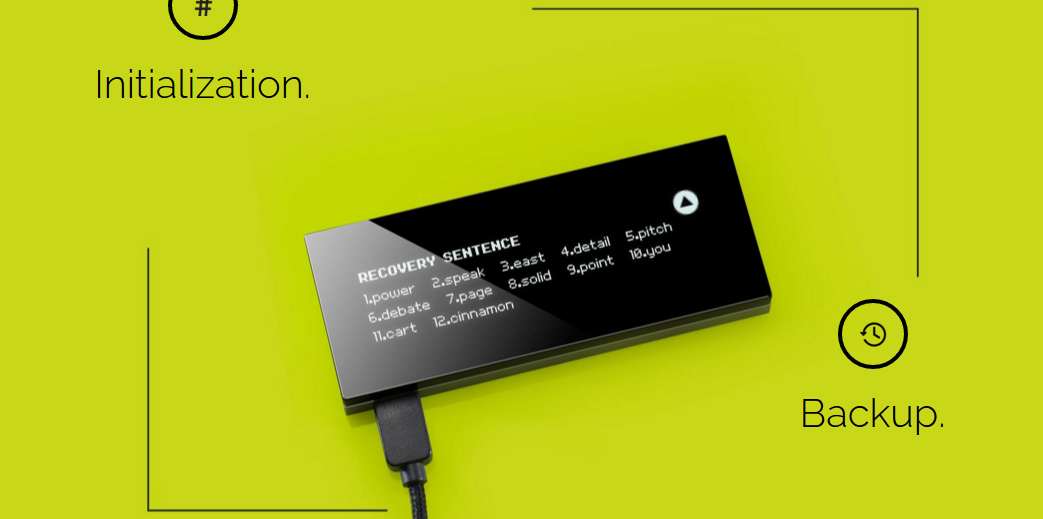 #
Initialization.
RECOVERY SENTENCE
1.power 2.speak 3.east 4.detail 5.pitch
6.debate 7.page 8.solid 9.point 10.you
11.cart 12.cinnamon
Backup.